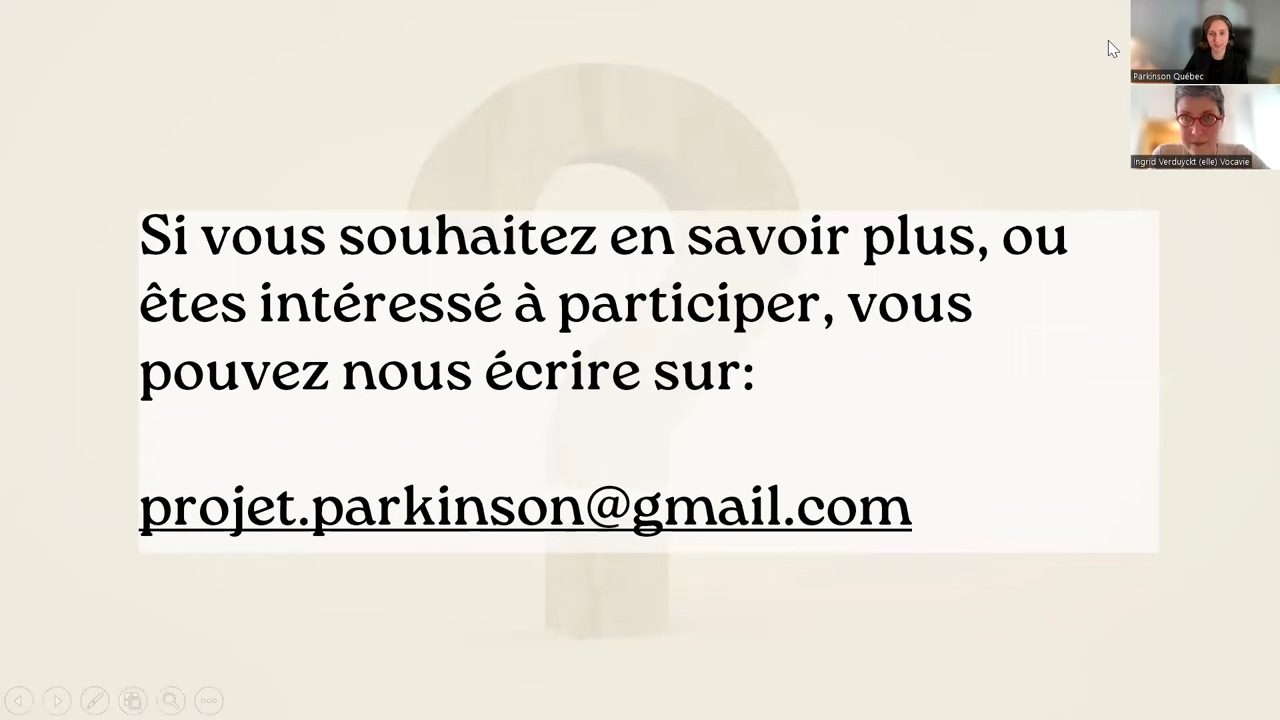 Parkinson Québec
Ingrid Verduyckt (elle) Vocavie
Si vous souhaitez en savoir plus, ou
êtes intéressé à participer, vous
pouvez nous écrire sur:
projet.parkinson@gmail.com